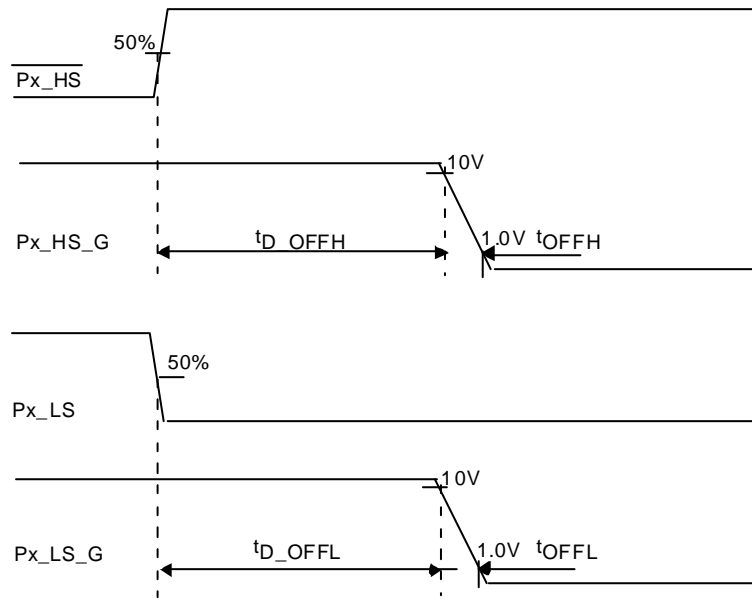 50%
Px_HS
10V
Px_HS_G
tD_OFFH
1.0V tOFFH
50%
Px_LS
10V
Px_LS_G
tD_OFFL
1.0V tOFFL